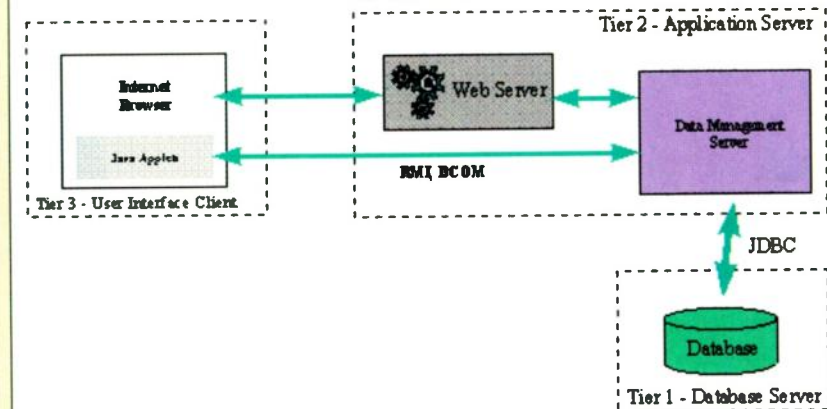 Tier 2 - Application Server
Internet
Browser
Web Server
Data Management
Server
Java Applets
RMI, DCOM
Tier 3 - User Interface Client
JDBC
Database
Tier 1 - Database Server